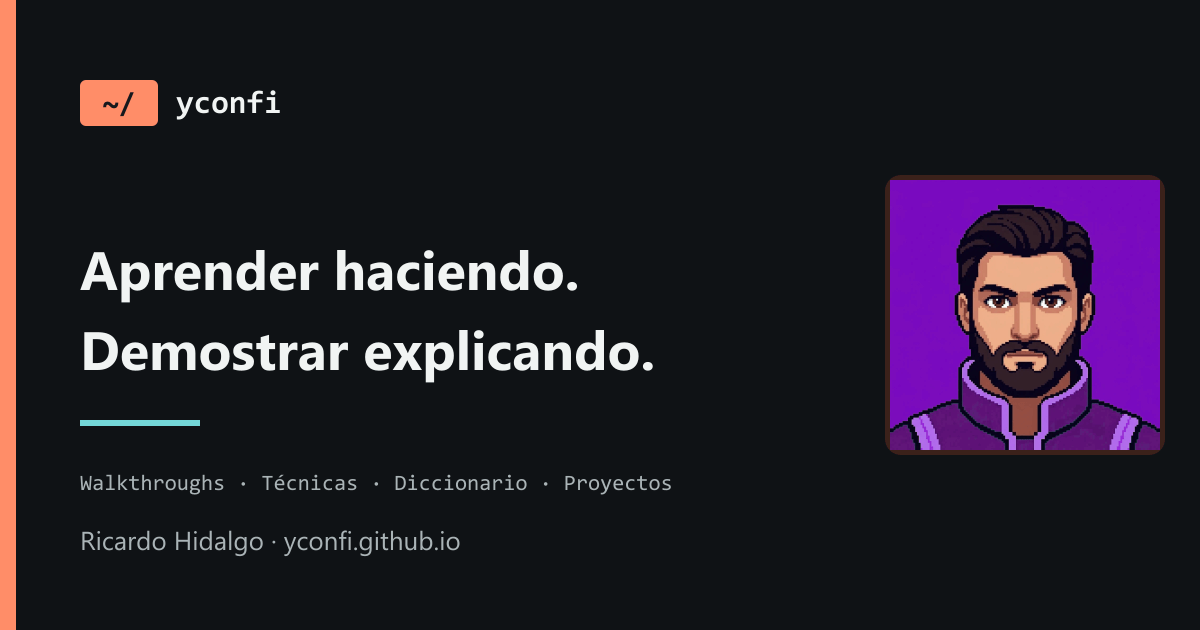 ~/ yconfi
Aprender haciendo.
Demostrar explicando.
Walkthroughs · Técnicas · Diccionario · Proyectos
Ricardo Hidalgo · yconfi.github.io